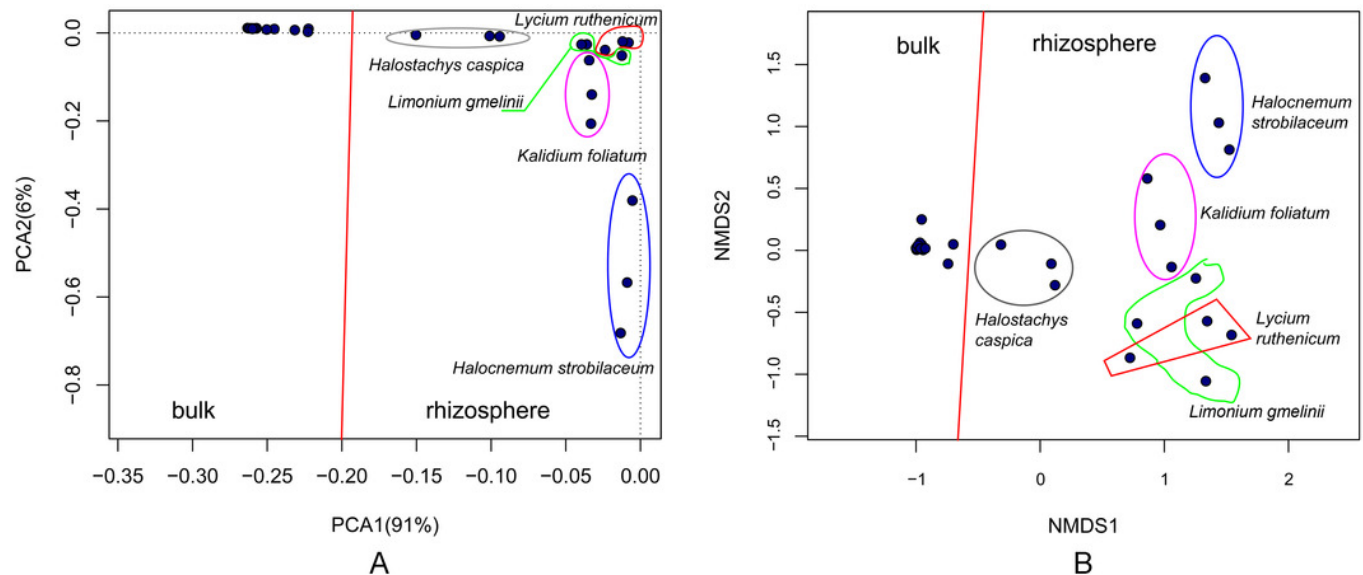 Lycium ruthenicum
0.0
Halostachys caspica
Limonium gmelinii
−0.2
Kalidium foliatum
−0.4
PCA2(6%)
−0.6
Halocnemum strobilaceum
−0.8
bulk
rhizosphere
−0.35
−0.30
−0.25
−0.20
−0.15
−0.10
−0.05
0.00
PCA1(91%)
A
bulk
rhizosphere
1.5
Halocnemum
strobilaceum
1.0
0.5
Kalidium foliatum
NMDS2
0.0
−0.5
Halostachys
caspica
Lycium
ruthenicum
−1.0
Limonium gmelinii
−1.5
−1
0
1
2
NMDS1
B